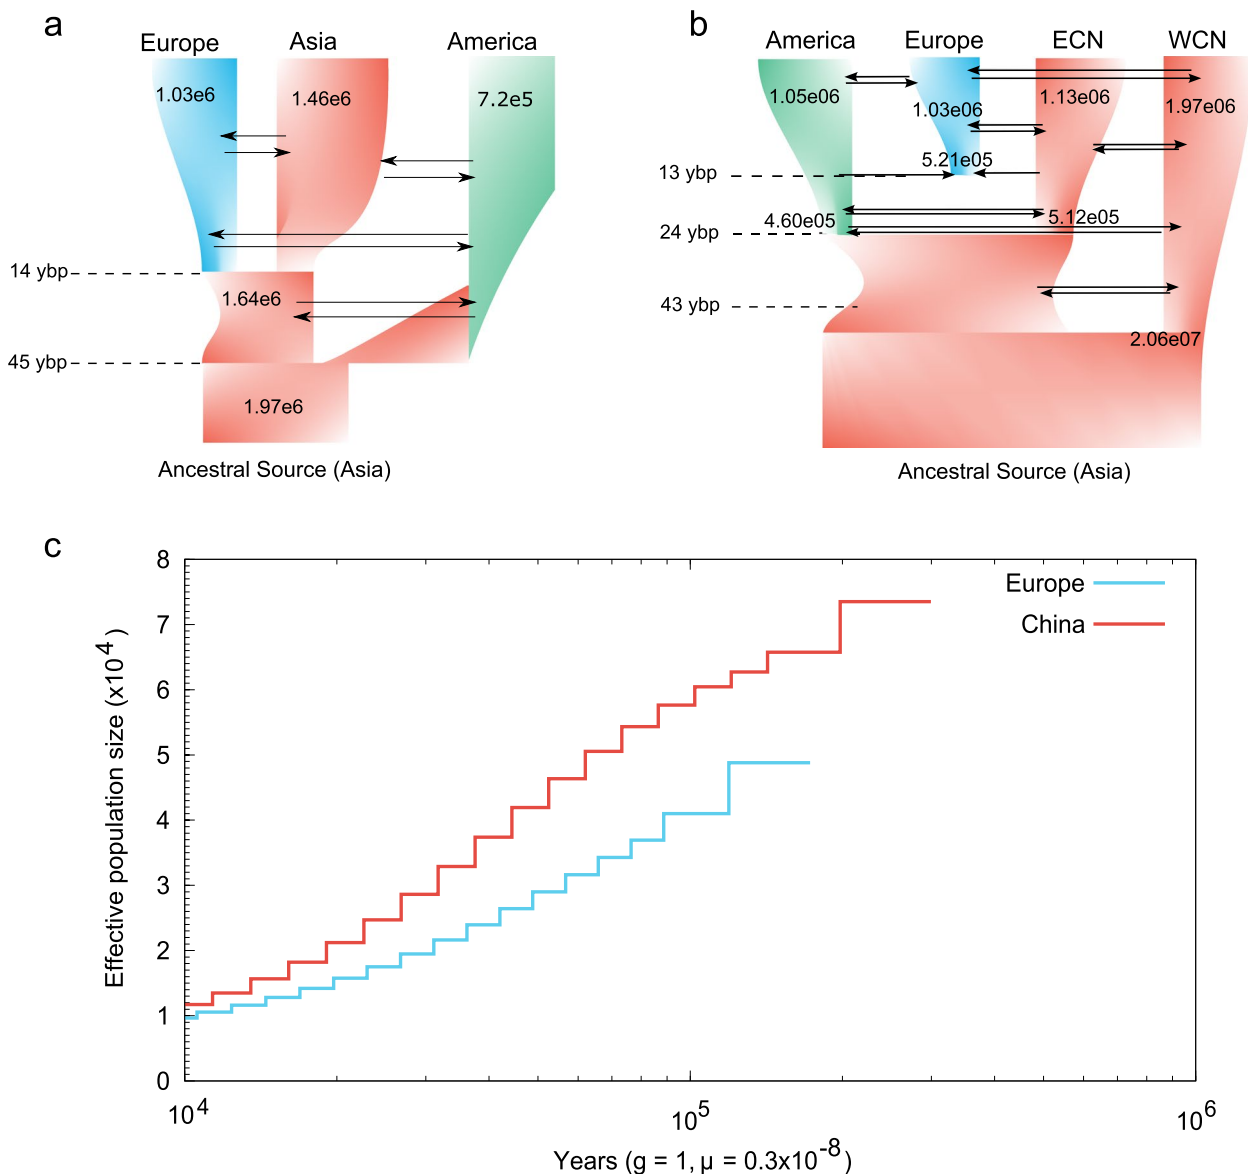 a
Europe Asia America
1.03e6 1.46e6 7.2e5
14 ybp
1.64e6
45 ybp
1.97e6
Ancestral Source (Asia)
b
America Europe ECN WCN
1.05e06 1.03e06 1.13e06 1.97e06
5.21e05
13 ybp
4.60e05 5.12e05
24 ybp
43 ybp
2.06e07
Ancestral Source (Asia)
c
Effective population size (x10⁴)
8
7
6
5
4
3
2
1
0
Europe
China
10⁴ 10⁵ 10⁶
Years (g = 1, μ = 0.3x10⁻⁸)